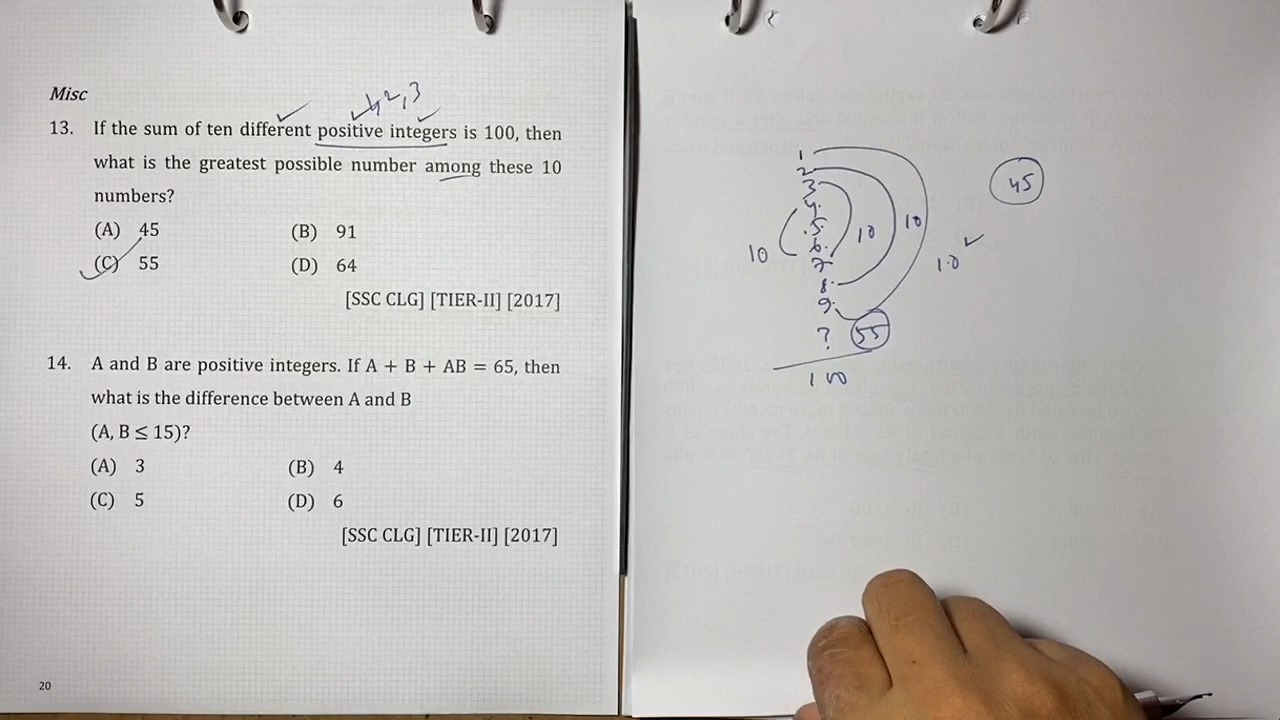 Misc
1, 2, 3
13. If the sum of ten different positive integers is 100, then
what is the greatest possible number among these 10
numbers?
(A) 45 (B) 91
(C) 55 (D) 64
[SSC CLG] [TIER-II] [2017]
14. A and B are positive integers. If A + B + AB = 65, then
what is the difference between A and B
(A, B ≤ 15)?
(A) 3 (B) 4
(C) 5 (D) 6
[SSC CLG] [TIER-II] [2017]
20
1
2
3
4
5
6
7
8
9
? 55
100
10
10
10
10
45